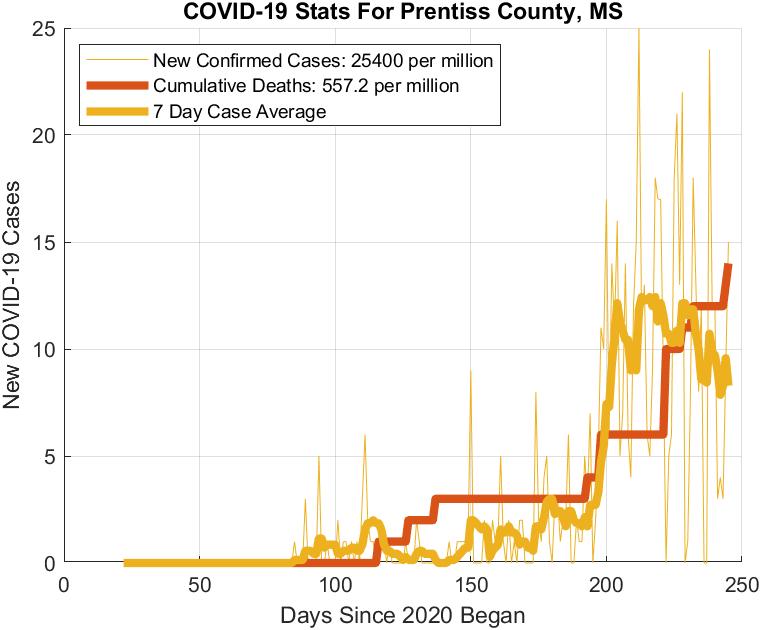 COVID-19 Stats For Prentiss County, MS
New Confirmed Cases: 25400 per million
Cumulative Deaths: 557.2 per million
7 Day Case Average
New COVID-19 Cases
25
20
15
10
5
0
0 50 100 150 200 250
Days Since 2020 Began